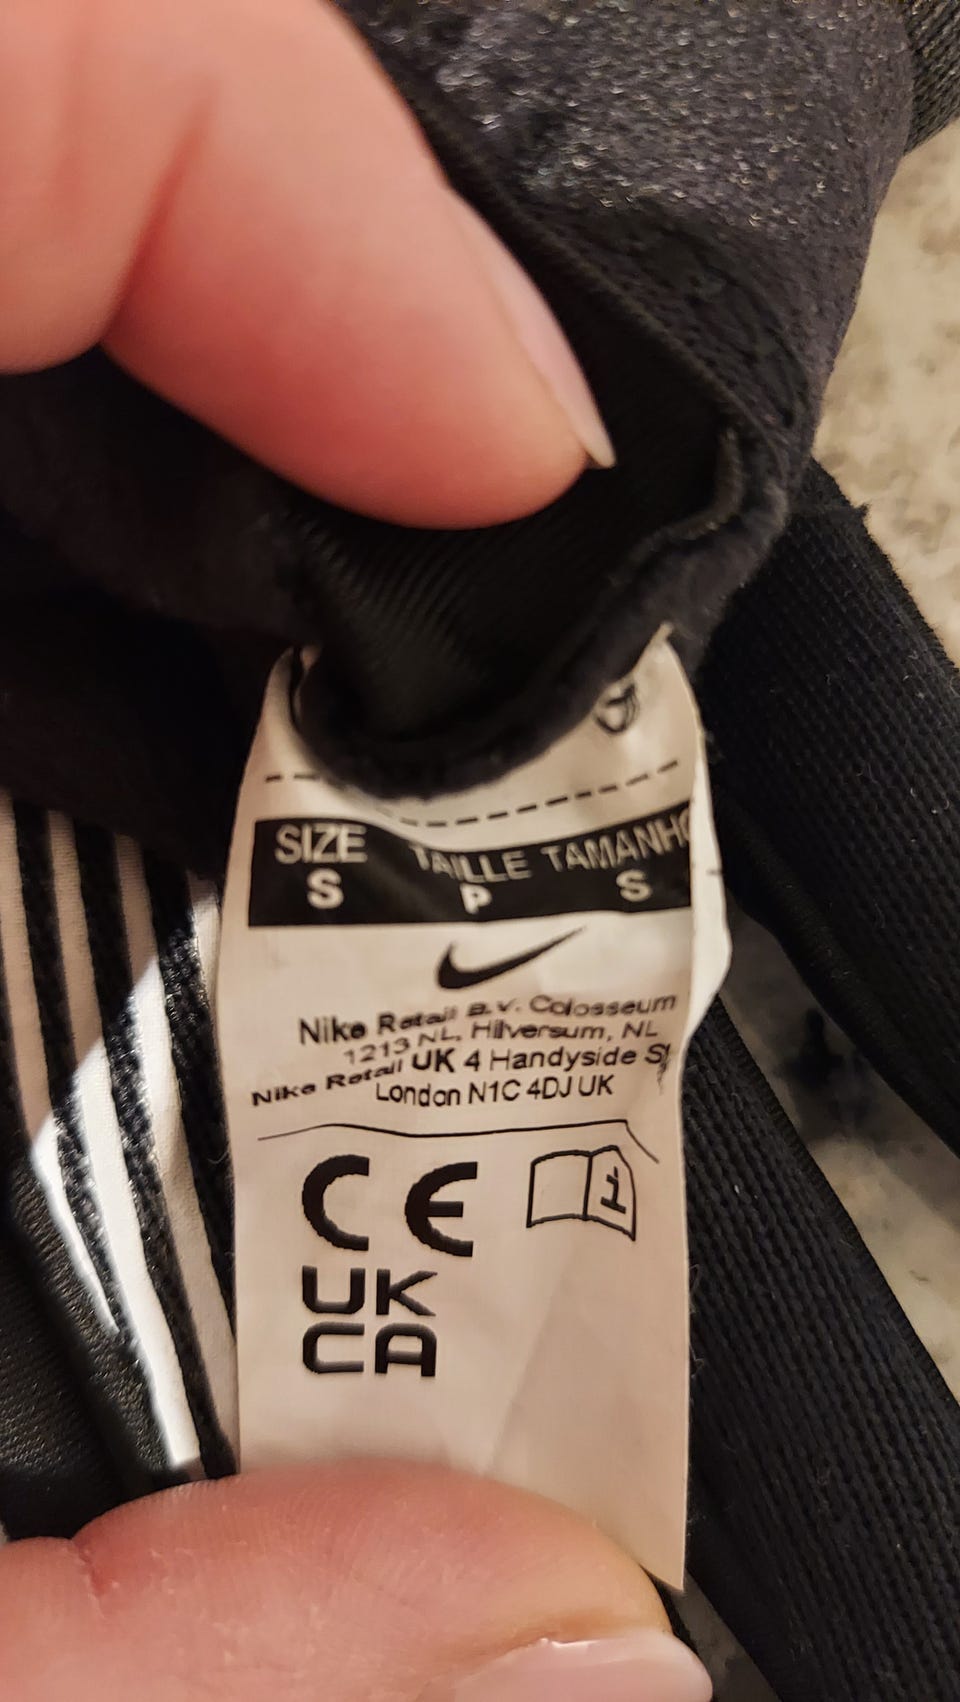 SIZE TAILLE TAMANHO
S P S
Nike Retail B.V. Colosseum
1213 NL, Hilversum, NL
Nike Retail UK 4 Handyside St
London N1C 4DJ UK
CE
UK
CA